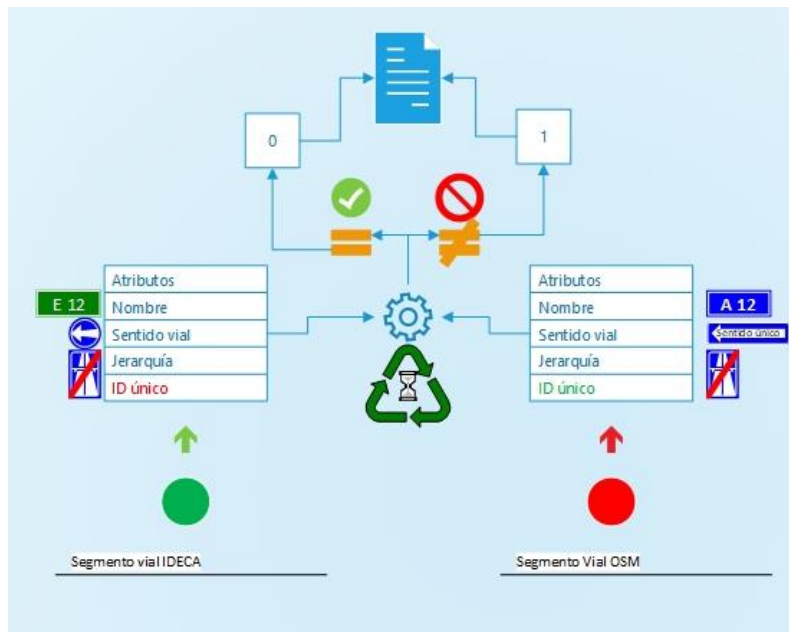 0
1
Atributos
E 12
Nombre
Sentido vial
Jerarquía
ID único
Atributos
Nombre
A 12
Sentido vial
Sentido único
Jerarquía
ID único
Segmento vial IDECA
Segmento Vial OSM